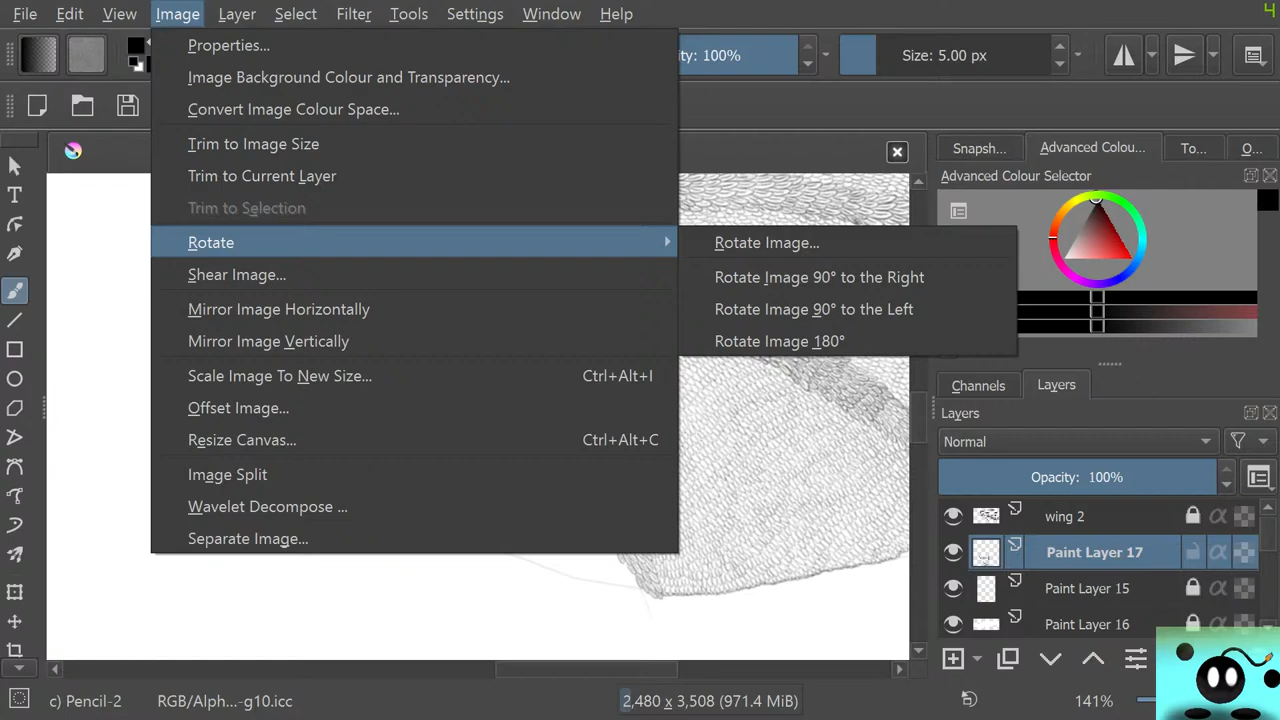 File Edit View Image Layer Select Filter Tools Settings Window Help
4
Properties...
Image Background Colour and Transparency...
Convert Image Colour Space...
Trim to Image Size
Trim to Current Layer
Trim to Selection
Rotate
Shear Image...
Mirror Image Horizontally
Mirror Image Vertically
Scale Image To New Size... Ctrl+Alt+I
Offset Image...
Resize Canvas... Ctrl+Alt+C
Image Split
Wavelet Decompose ...
Separate Image...
Rotate Image...
Rotate Image 90° to the Right
Rotate Image 90° to the Left
Rotate Image 180°
ity: 100%
Size: 5.00 px
Snapsh... Advanced Colou... To... O...
Advanced Colour Selector
Channels Layers
Layers
Normal
Opacity: 100%
wing 2
Paint Layer 17
Paint Layer 15
Paint Layer 16
c) Pencil-2 RGB/Alph...-g10.icc 2,480 x 3,508 (971.4 MiB) 141%